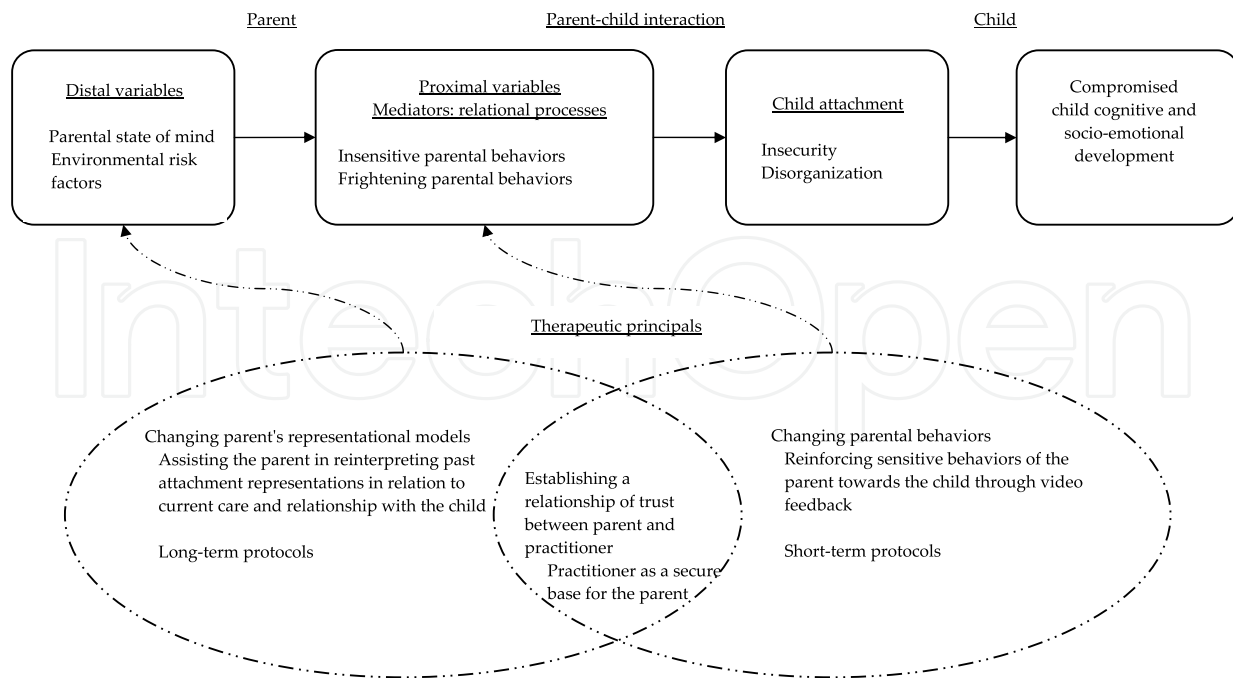 Parent
Parent-child interaction
Child
Distal variables
Parental state of mind
Environmental risk
factors
Proximal variables
Mediators: relational processes
Insensitive parental behaviors
Frightening parental behaviors
Child attachment
Insecurity
Disorganization
Compromised
child cognitive and
socio-emotional
development
IntechOpen
Therapeutic principals
Changing parent's representational models
Assisting the parent in reinterpreting past
attachment representations in relation to
current care and relationship with the child
Long-term protocols
Establishing a
relationship of trust
between parent and
practitioner
Practitioner as a secure
base for the parent
Changing parental behaviors
Reinforcing sensitive behaviors of the
parent towards the child through video
feedback
Short-term protocols